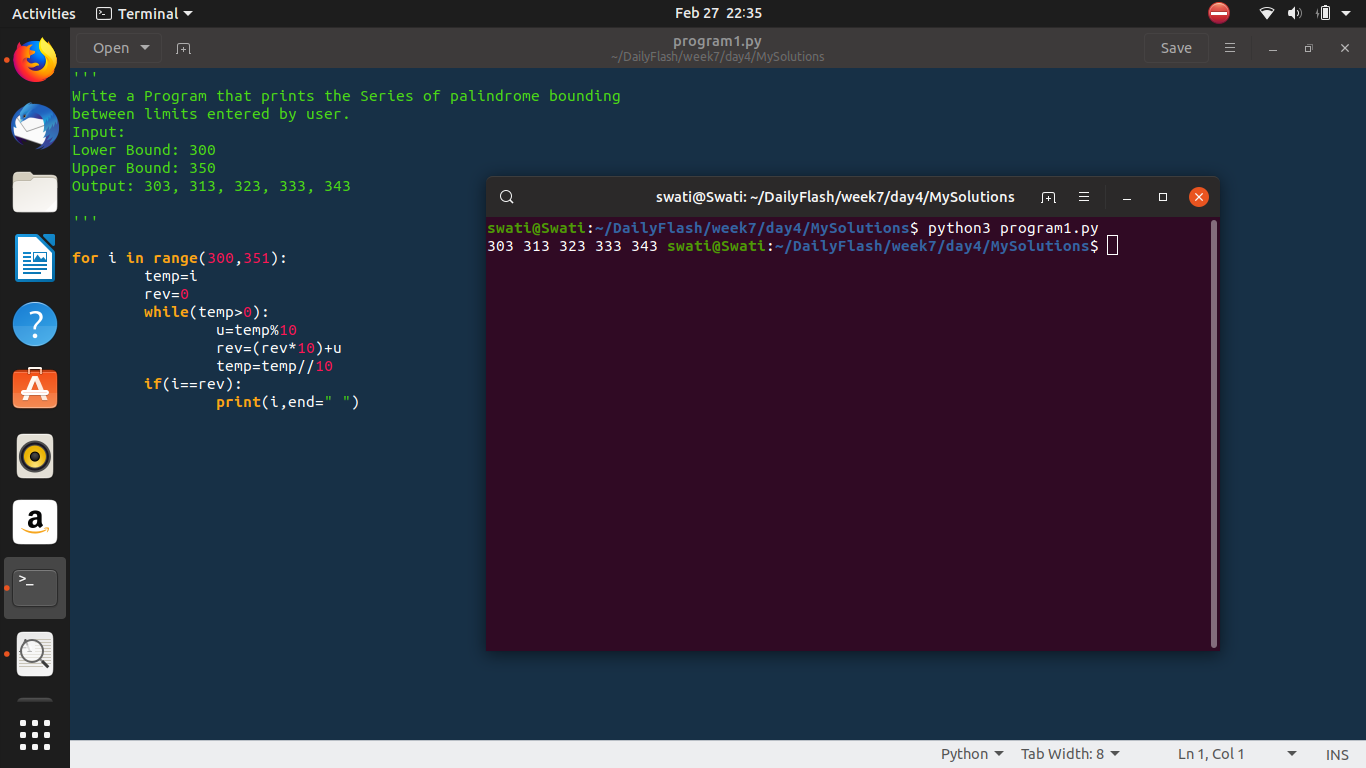 Activities Terminal Feb 27 22:35
Open program1.py Save
~/DailyFlash/week7/day4/MySolutions
'''
Write a Program that prints the Series of palindrome bounding
between limits entered by user.
Input:
Lower Bound: 300
Upper Bound: 350
Output: 303, 313, 323, 333, 343
'''
for i in range(300,351):
        temp=i
        rev=0
        while(temp>0):
                u=temp%10
                rev=(rev*10)+u
                temp=temp//10
        if(i==rev):
                print(i,end=" ")
swati@Swati: ~/DailyFlash/week7/day4/MySolutions
swati@Swati:~/DailyFlash/week7/day4/MySolutions$ python3 program1.py
303 313 323 333 343 swati@Swati:~/DailyFlash/week7/day4/MySolutions$
?
a
>_
Python Tab Width: 8 Ln 1, Col 1 INS